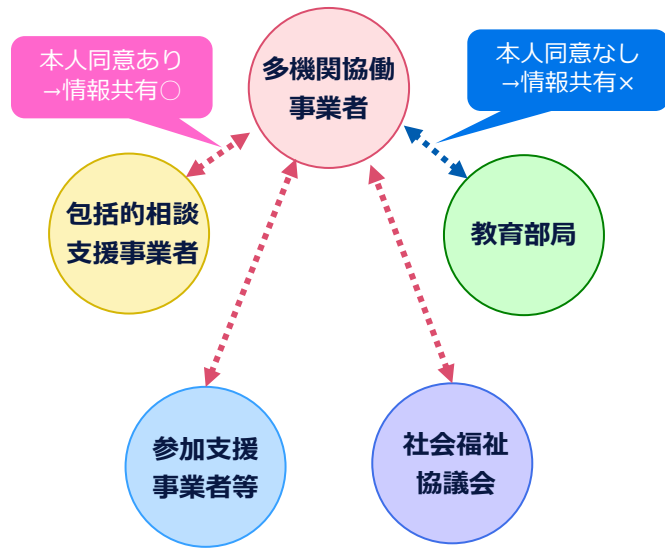 本人同意あり
→情報共有○
多機関協働
事業者
本人同意なし
→情報共有×
包括的相談
支援事業者
教育部局
参加支援
事業者等
社会福祉
協議会